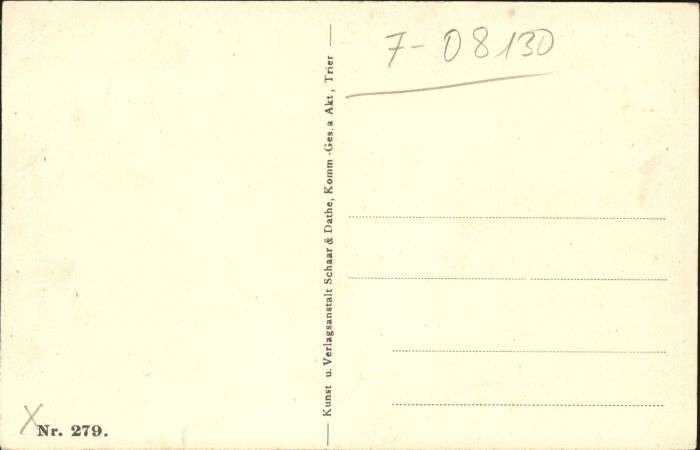 7-08130
Kunst u. Verlagsanstalt Schaar & Dathe, Komm.-Ges. a Akt, Trier
X
Nr. 279.